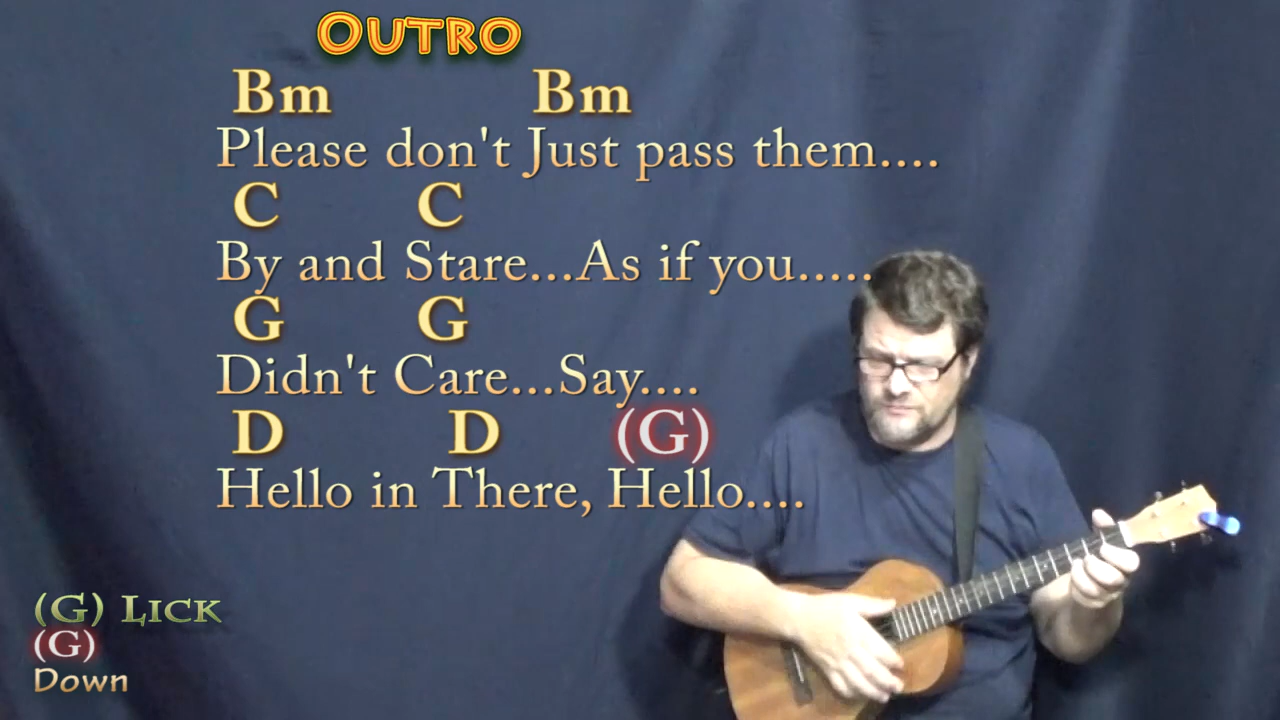 Outro
Bm Bm
Please don't Just pass them....
C C
By and Stare...As if you.....
G G
Didn't Care...Say....
D D (G)
Hello in There, Hello....
(G) Lick
(G)
Down